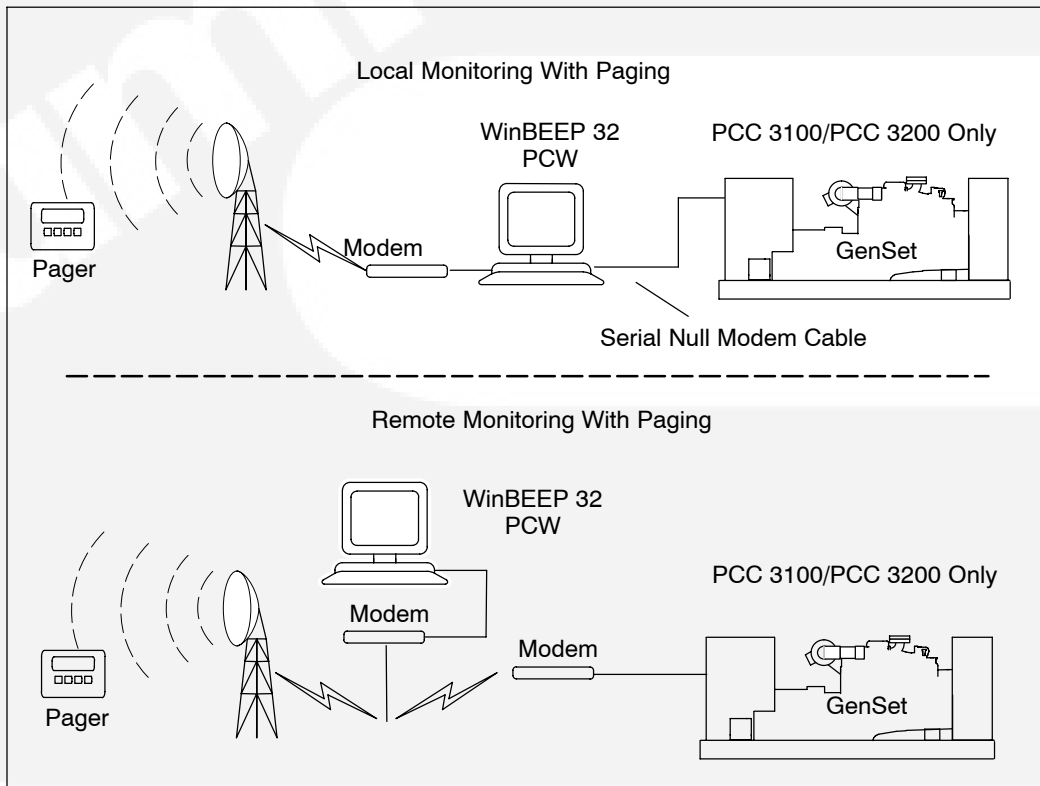 Local Monitoring With Paging
WinBEEP 32
PCW
PCC 3100/PCC 3200 Only
Modem
GenSet
Pager
Serial Null Modem Cable
Remote Monitoring With Paging
WinBEEP 32
PCW
PCC 3100/PCC 3200 Only
Modem
Modem
GenSet
Pager